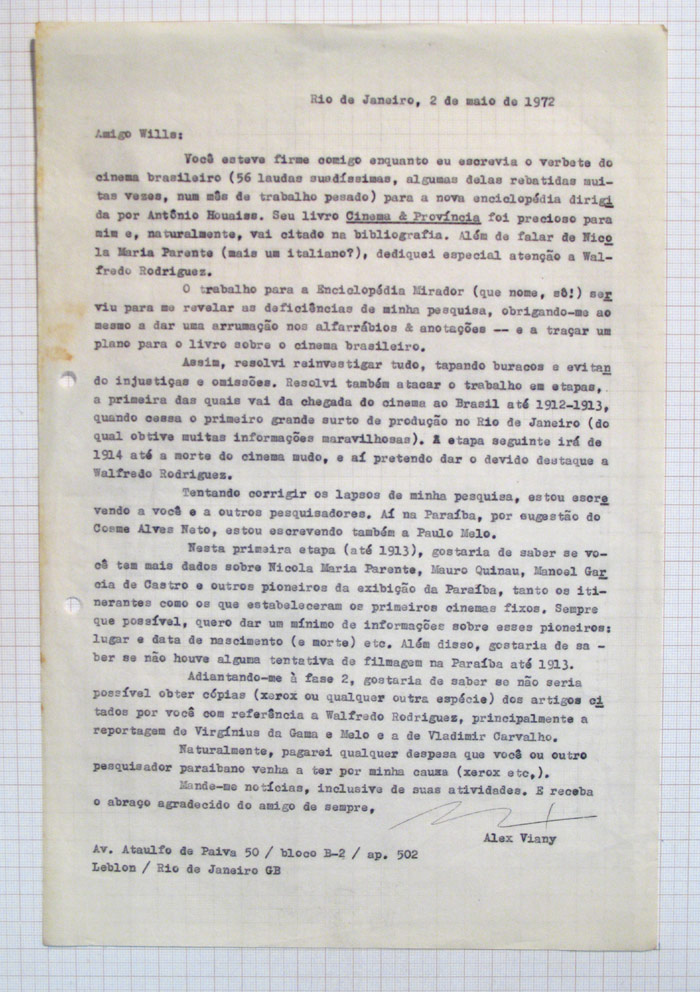 Rio de Janeiro, 2 de maio de 1972
Amigo Wills:
Você esteve firme comigo enquanto eu escrevia o verbete do
cinema brasileiro (56 laudas suadíssimas, algumas delas rebatidas mui-
tas vezes, num mês de trabalho pesado) para a nova enciclopédia dirigi
da por Antônio Houaiss. Seu livro Cinema & Província foi precioso para
mim e, naturalmente, vai citado na bibliografia. Além de falar de Nico
la Maria Parente (mais um italiano?), dediquei especial atenção a Wal-
fredo Rodriguez.
O trabalho para a Enciclopédia Mirador (que nome, sô!) ser
viu para me revelar as deficiências de minha pesquisa, obrigando-me ao
mesmo a dar uma arrumação nos alfarrábios & anotações -- e a traçar um
plano para o livro sobre o cinema brasileiro.
Assim, resolvi reinvestigar tudo, tapando buracos e evitan
do injustiças e omissões. Resolvi também atacar o trabalho em etapas,
a primeira das quais vai da chegada do cinema ao Brasil até 1912-1913,
quando cessa o primeiro grande surto de produção no Rio de Janeiro (do
qual obtive muitas informações maravilhosas). A etapa seguinte irá de
1914 até a morte do cinema mudo, e aí pretendo dar o devido destaque a
Walfredo Rodriguez.
Tentando corrigir os lapsos de minha pesquisa, estou escre
vendo a você e a outros pesquisadores. Aí na Paraíba, por sugestão do
Cosme Alves Neto, estou escrevendo também a Paulo Melo.
Nesta primeira etapa (até 1913), gostaria de saber se vo-
cê tem mais dados sobre Nicola Maria Parente, Mauro Quinau, Manoel Gar
cia de Castro e outros pioneiros da exibição da Paraíba, tanto os iti-
nerantes como os que estabeleceram os primeiros cinemas fixos. Sempre
que possível, quero dar um mínimo de informações sobre esses pioneiros:
lugar e data de nascimento (e morte) etc. Além disso, gostaria de sa -
ber se não houve alguma tentativa de filmagem na Paraíba até 1913.
Adiantando-me à fase 2, gostaria de saber se não seria
possível obter cópias (xerox ou qualquer outra espécie) dos artigos ci
tados por você com referência a Walfredo Rodriguez, principalmente a
reportagem de Virgínius da Gama e Melo e a de Vladimir Carvalho.
Naturalmente, pagarei qualquer despesa que você ou outro
pesquisador paraibano venha a ter por minha cauxa (xerox etc,).
Mande-me notícias, inclusive de suas atividades. E receba
o abraço agradecido do amigo de sempre,
Alex Viany
Av. Ataulfo de Paiva 50 / bloco B-2 / ap. 502
Leblon / Rio de Janeiro GB